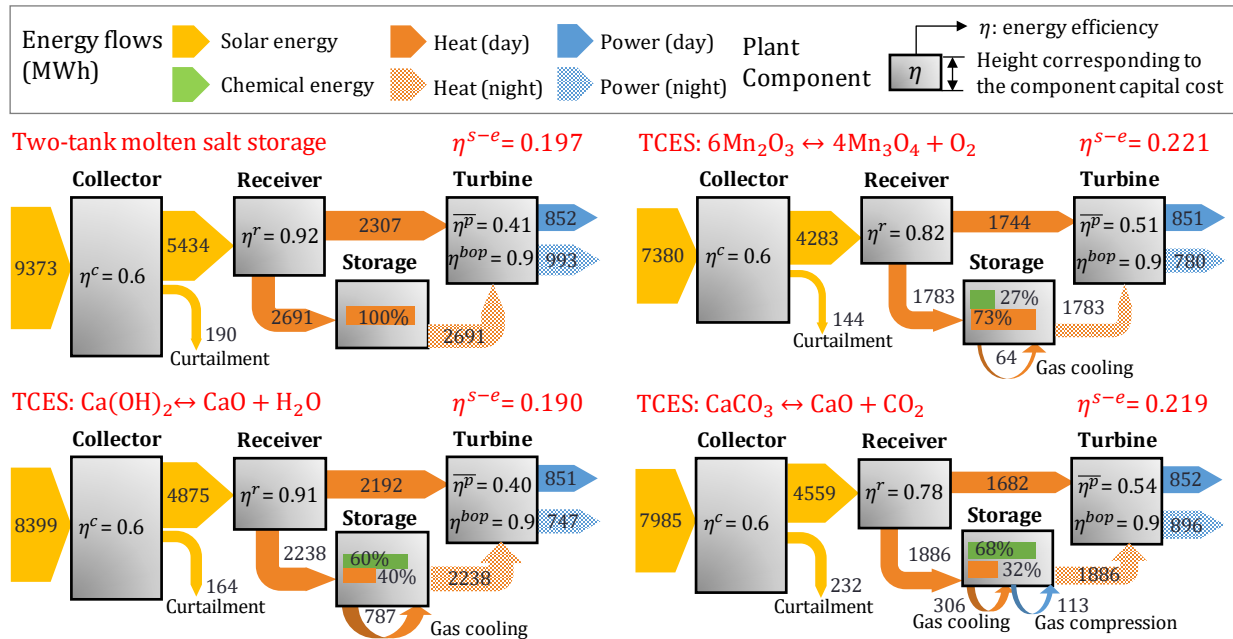 Energy flows
(MWh)
Solar energy
Chemical energy
Heat (day)
Heat (night)
Power (day)
Power (night)
Plant
Component
η
η: energy efficiency
Height corresponding to
the component capital cost
Two-tank molten salt storage
η^{s−e} = 0.197
Collector
Receiver
Turbine
9373
η^c = 0.6
5434
190
Curtailment
η^r = 0.92
2307
2691
Storage
100%
2691
\overline{η^p} = 0.41
η^{bop} = 0.9
852
993
TCES: 6Mn₂O₃ ↔ 4Mn₃O₄ + O₂
η^{s−e} = 0.221
Collector
Receiver
Turbine
7380
η^c = 0.6
4283
144
Curtailment
η^r = 0.82
1744
1783
Storage
27%
73%
64
Gas cooling
1783
\overline{η^p} = 0.51
η^{bop} = 0.9
851
780
TCES: Ca(OH)₂ ↔ CaO + H₂O
η^{s−e} = 0.190
Collector
Receiver
Turbine
8399
η^c = 0.6
4875
164
Curtailment
η^r = 0.91
2192
2238
Storage
60%
40%
787
Gas cooling
2238
\overline{η^p} = 0.40
η^{bop} = 0.9
851
747
TCES: CaCO₃ ↔ CaO + CO₂
η^{s−e} = 0.219
Collector
Receiver
Turbine
7985
η^c = 0.6
4559
232
Curtailment
η^r = 0.78
1682
1886
Storage
68%
32%
306
Gas cooling
113
Gas compression
1886
\overline{η^p} = 0.54
η^{bop} = 0.9
852
896